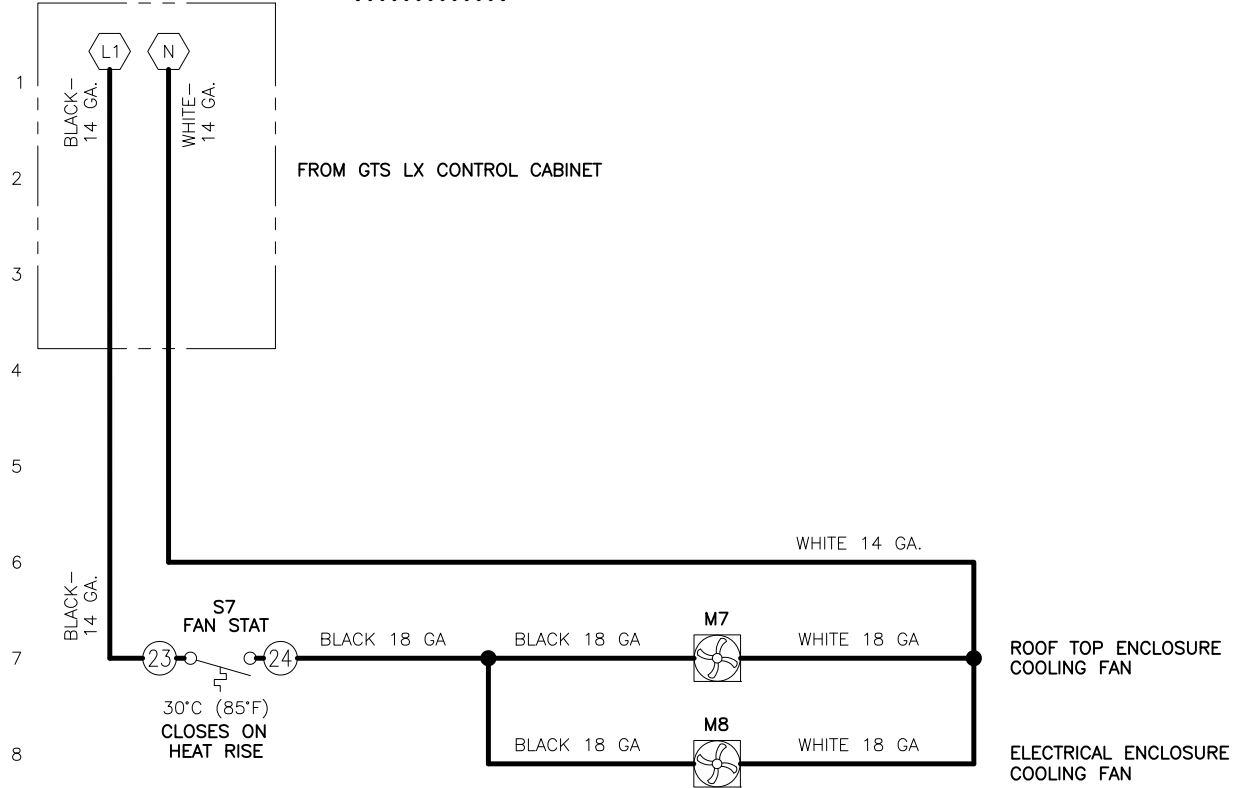 L1
N
1
BLACK–
14 GA.
WHITE–
14 GA.
2
FROM GTS LX CONTROL CABINET
3
4
5
6
WHITE 14 GA.
BLACK–
14 GA.
S7
FAN STAT
7
23
24
BLACK 18 GA
BLACK 18 GA
M7
WHITE 18 GA
ROOF TOP ENCLOSURE
COOLING FAN
30°C (85°F)
CLOSES ON
HEAT RISE
8
BLACK 18 GA
M8
WHITE 18 GA
ELECTRICAL ENCLOSURE
COOLING FAN